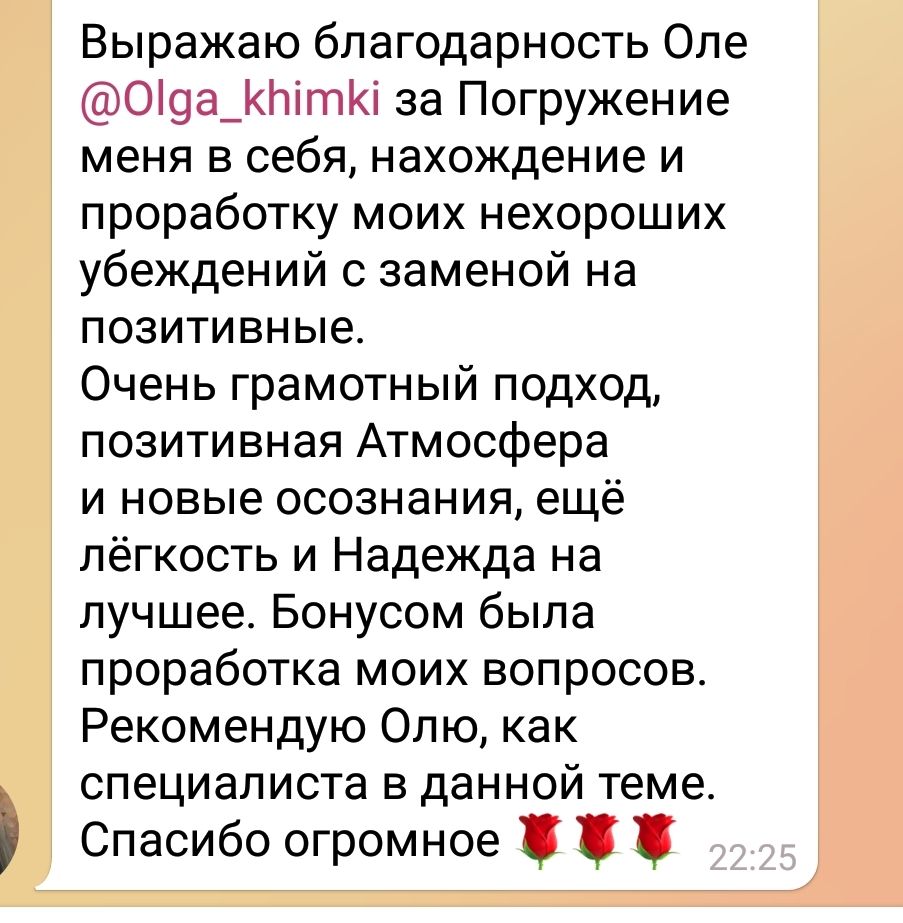 Выражаю благодарность Оле
@Olga_khimki за Погружение
меня в себя, нахождение и
проработку моих нехороших
убеждений с заменой на
позитивные.
Очень грамотный подход,
позитивная Атмосфера
и новые осознания, ещё
лёгкость и Надежда на
лучшее. Бонусом была
проработка моих вопросов.
Рекомендую Олю, как
специалиста в данной теме.
Спасибо огромное 🌹🌹🌹 22:25